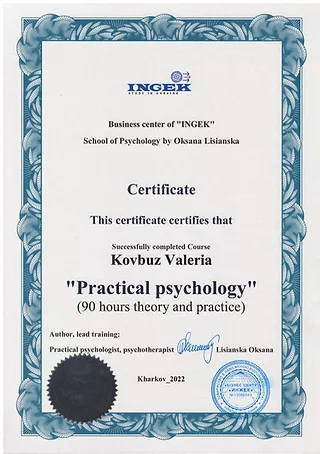 INGEK
STUDY IN UKRAINE
Business center of "INGEK"
School of Psychology by Oksana Lisianska
Certificate
This certificate certifies that
Successfully completed Course
Kovbuz Valeria
"Practical psychology"
(90 hours theory and practice)
Author, lead training:
Practical psychologist, psychotherapist Lisianska Oksana
Kharkov_2022